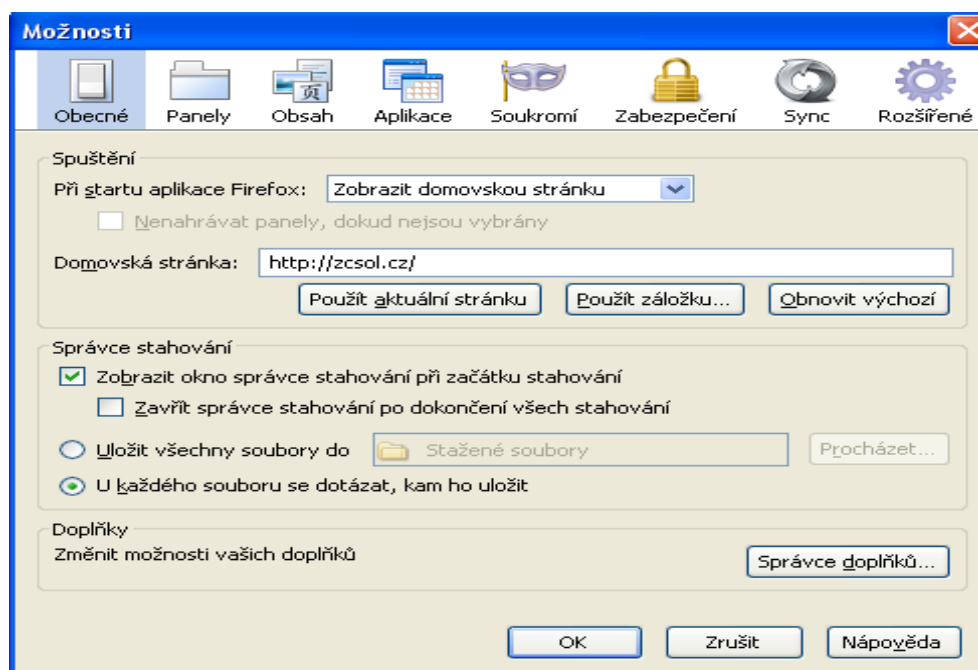 Možnosti
Obecné Panely Obsah Aplikace Soukromí Zabezpečení Sync Rozšířené
Spuštění
Při startu aplikace Firefox: Zobrazit domovskou stránku
Nenahrávat panely, dokud nejsou vybrány
Domovská stránka: http://zcsol.cz/
Použít aktuální stránku Použít záložku... Obnovit výchozí
Správce stahování
Zobrazit okno správce stahování při začátku stahování
Zavřít správce stahování po dokončení všech stahování
Uložit všechny soubory do Stažené soubory Procházet...
U každého souboru se dotázat, kam ho uložit
Doplňky
Změnit možnosti vašich doplňků
Správce doplňků...
OK Zrušit Nápověda